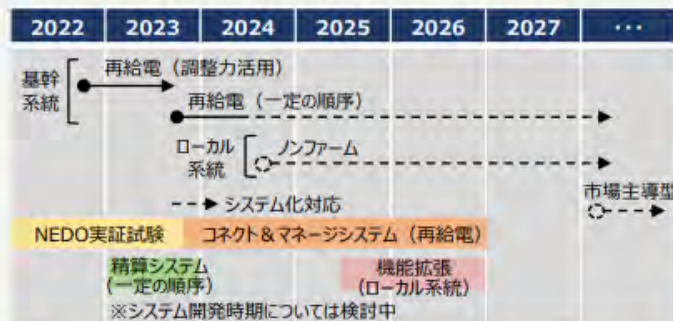 2022 2023 2024 2025 2026 2027 ・・・
再給電（調整力活用）
基幹
系統
再給電（一定の順序）
ローカル
系統
ノンファーム
システム化対応
市場主導型
NEDO実証試験 コネクト＆マネージシステム（再給電）
精算システム
（一定の順序）
機能拡張
（ローカル系統）
※システム開発時期については検討中